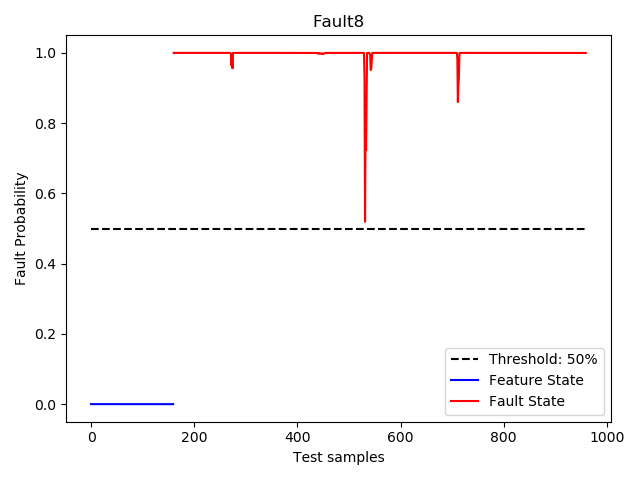 Fault8
1.0
0.8
0.6
0.4
0.2
0.0
Fault Probability
Threshold: 50%
Feature State
Fault State
0 200 400 600 800 1000
Test samples